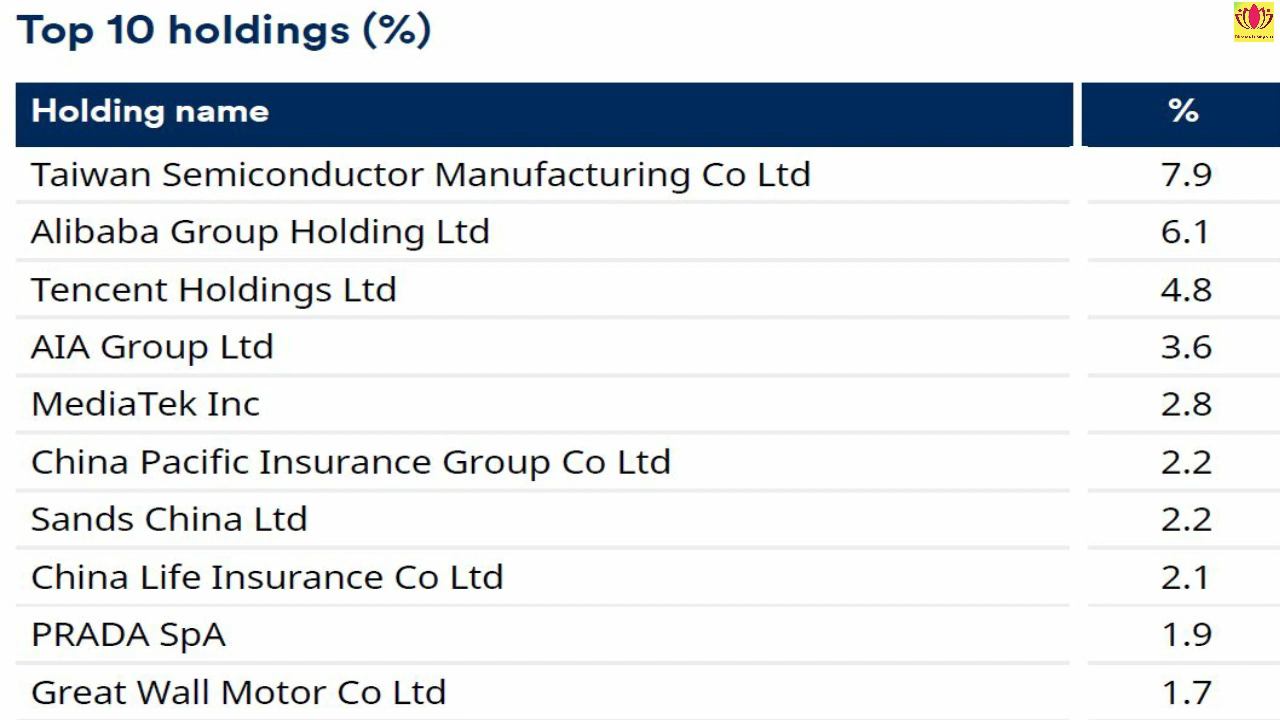 Top 10 holdings (%)
Holding name %
Taiwan Semiconductor Manufacturing Co Ltd 7.9
Alibaba Group Holding Ltd 6.1
Tencent Holdings Ltd 4.8
AIA Group Ltd 3.6
MediaTek Inc 2.8
China Pacific Insurance Group Co Ltd 2.2
Sands China Ltd 2.2
China Life Insurance Co Ltd 2.1
PRADA SpA 1.9
Great Wall Motor Co Ltd 1.7